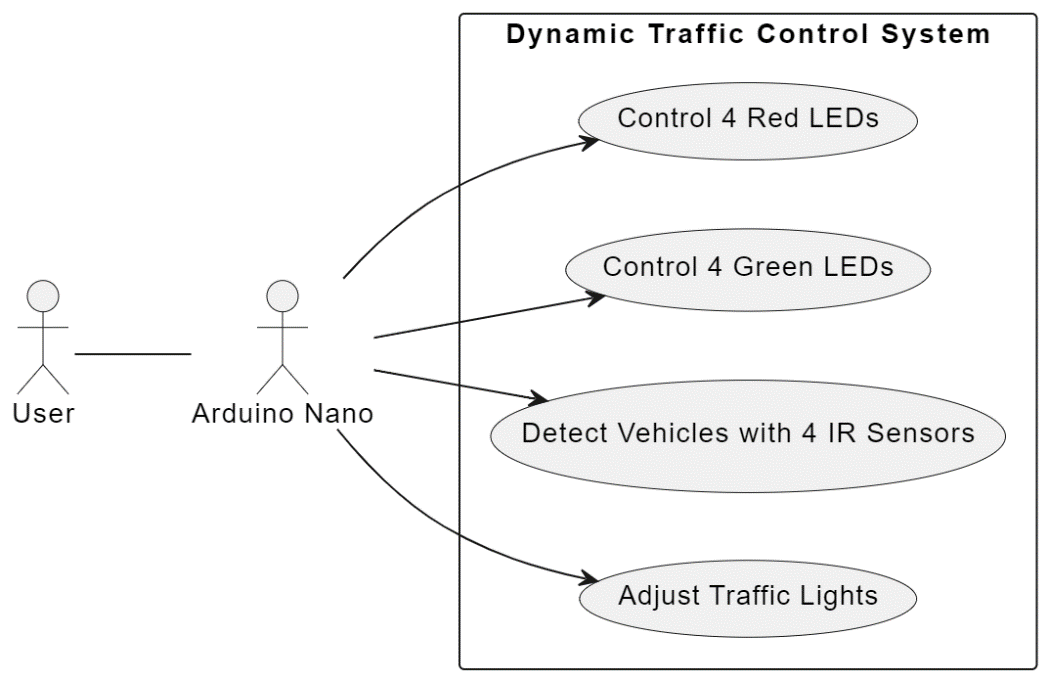 Dynamic Traffic Control System
Control 4 Red LEDs
Control 4 Green LEDs
User
Arduino Nano
Detect Vehicles with 4 IR Sensors
Adjust Traffic Lights